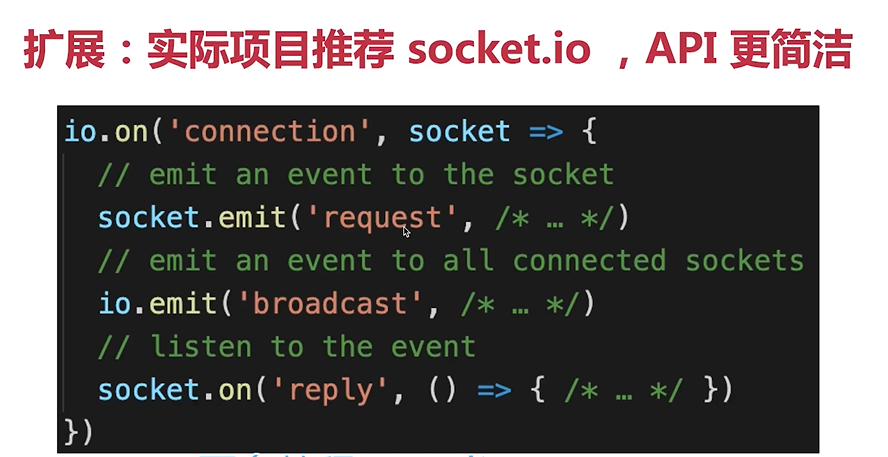 扩展：实际项目推荐 socket.io ，API 更简洁
io.on('connection', socket => {
  // emit an event to the socket
  socket.emit('request', /* … */)
  // emit an event to all connected sockets
  io.emit('broadcast', /* … */)
  // listen to the event
  socket.on('reply', () => { /* … */ })
})